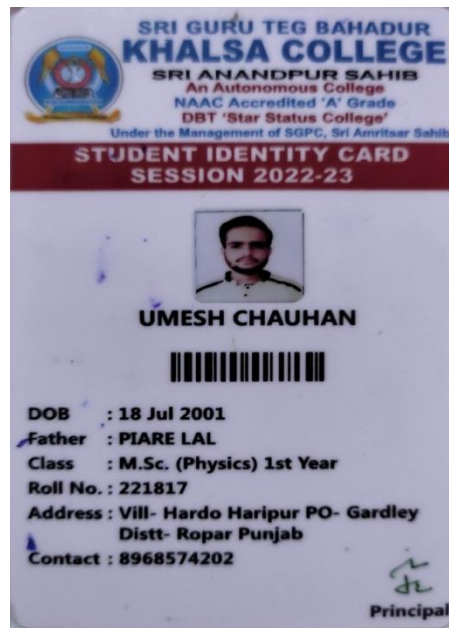 SRI GURU TEG BAHADUR
KHALSA COLLEGE
SRI ANANDPUR SAHIB
An Autonomous College
NAAC Accredited 'A' Grade
DBT 'Star Status College'
Under the Management of SGPC, Sri Amritsar Sahib
STUDENT IDENTITY CARD
SESSION 2022-23
UMESH CHAUHAN
DOB : 18 Jul 2001
Father : PIARE LAL
Class : M.Sc. (Physics) 1st Year
Roll No. : 221817
Address : Vill- Hardo Haripur PO- Gardley
Distt- Ropar Punjab
Contact : 8968574202
Principal